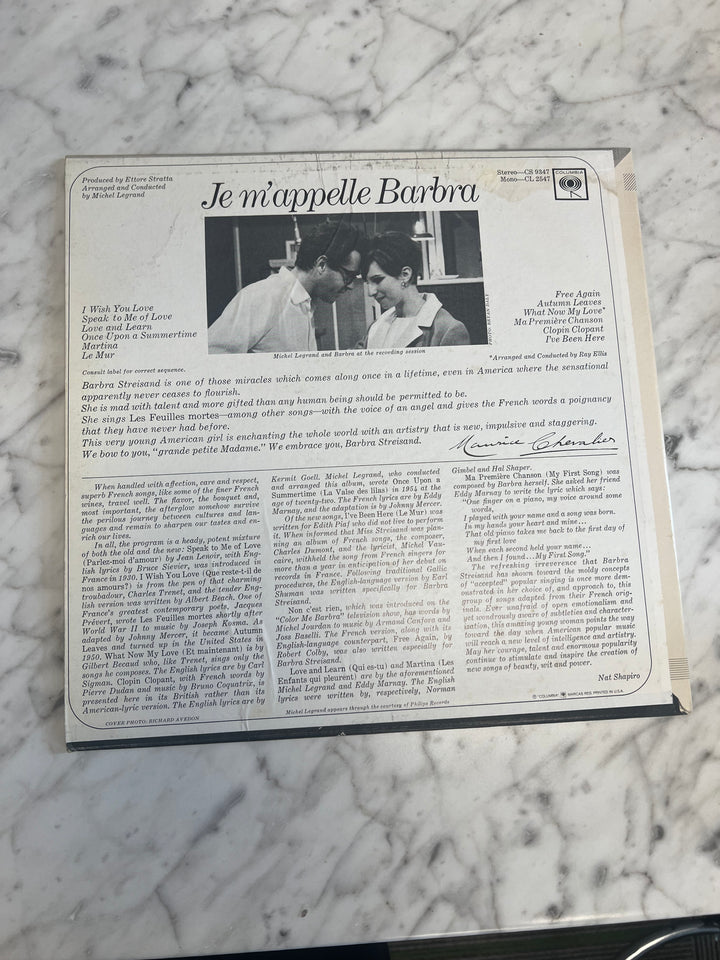 Produced by Ettore Stratta
Arranged and Conducted
by Michel Legrand
Je m'appelle Barbra
Stereo—CS 9347
Mono—CL 2547
COLUMBIA
I Wish You Love
Speak to Me of Love
Love and Learn
Once Upon a Summertime
Martina
Le Mur
Consult label for correct sequence.
Michel Legrand and Barbra at the recording session
Free Again
Autumn Leaves
What Now My Love*
Ma Première Chanson
Clopin Clopant
I've Been Here
*Arranged and Conducted by Ray Ellis
Barbra Streisand is one of those miracles which comes along once in a lifetime, even in America where the sensational
apparently never ceases to flourish.
She is mad with talent and more gifted than any human being should be permitted to be.
She sings Les Feuilles mortes—among other songs—with the voice of an angel and gives the French words a poignancy
that they have never had before.
This very young American girl is enchanting the whole world with an artistry that is new, impulsive and staggering.
We bow to you, "grande petite Madame." We embrace you, Barbra Streisand.
Maurice Chevalier
When handled with affection, care and respect,
superb French songs, like some of the finer French
wines, travel well. The flavor, the bouquet and,
most important, the afterglow somehow survive
the perilous journey between cultures and lan-
guages and remain to sharpen our tastes and en-
rich our lives.
In all, the program is a heady, potent mixture
of both the old and the new: Speak to Me of Love
(Parlez-moi d'amour) by Jean Lenoir, with Eng-
lish lyrics by Bruce Sievier, was introduced in
France in 1930. I Wish You Love (Que reste-t-il de
nos amours?) is from the pen of that charming
troubadour, Charles Trenet, and the tender Eng-
lish version was written by Albert Beach. One of
France's greatest contemporary poets, Jacques
Prévert, wrote Les Feuilles mortes shortly after
World War II to music by Joseph Kosma. As
adapted by Johnny Mercer, it became Autumn
Leaves and turned up in the United States in
1950. What Now My Love (Et maintenant) is by
Gilbert Becaud who, like Trenet, sings only the
songs he composes. The English lyrics are by Carl
Sigman. Clopin Clopant, with French words by
Pierre Dudan and music by Bruno Coquatrix, is
presented here in its British rather than its
American-lyric version. The English lyrics are by
COVER PHOTO: RICHARD AVEDON
Kermit Goell. Michel Legrand, who conducted
and arranged this album, wrote Once Upon a
Summertime (La Valse des lilas) in 1954 at the
age of twenty-two. The French lyrics are by Eddy
Marnay, and the adaptation is by Johnny Mercer.
Of the new songs, I've Been Here (Le Mur) was
written for Edith Piaf who did not live to perform
it. When informed that Miss Streisand was plan-
ning an album of French songs, the composer,
Charles Dumont, and the lyricist, Michel Vau-
caire, withheld the song from French singers for
more than a year in anticipation of her debut on
records in France. Following traditional Gallic
procedures, the English-language version by Earl
Shuman was written specifically for Barbra
Streisand.
Non c'est rien, which was introduced on the
"Color Me Barbra" television show, has words by
Michel Jourdan to music by Armand Canfora and
Joss Baselli. The French version, along with its
English-language counterpart, Free Again, by
Robert Colby, was also written especially for
Barbra Streisand.
Love and Learn (Qui es-tu) and Martina (Les
Enfants qui pleurent) are by the aforementioned
Michel Legrand and Eddy Marnay. The English
lyrics were written by, respectively, Norman
Michel Legrand appears through the courtesy of Philips Records
Gimbel and Hal Shaper.
Ma Première Chanson (My First Song) was
composed by Barbra herself. She asked her friend
Eddy Marnay to write the lyric which says:
"One finger on a piano, my voice around some
words,
I played with your name and a song was born.
In my hands your heart and mine...
That old piano takes me back to the first day of
my first love
When each second held your name...
And then I found...My First Song."
The refreshing irreverence that Barbra
Streisand has shown toward the moldy concepts
of "accepted" popular singing is once more dem-
onstrated in her choice of, and approach to, this
group of songs adapted from their French orig-
inals. Ever unafraid of open emotionalism and
yet wondrously aware of subtleties and character-
ization, this amazing young woman points the way
toward the day when American popular music
will reach a new level of intelligence and artistry.
May her courage, talent and enormous popularity
continue to stimulate and inspire the creation of
new songs of beauty, wit and power.
Nat Shapiro
® "COLUMBIA" MARCAS REG. PRINTED IN U.S.A.